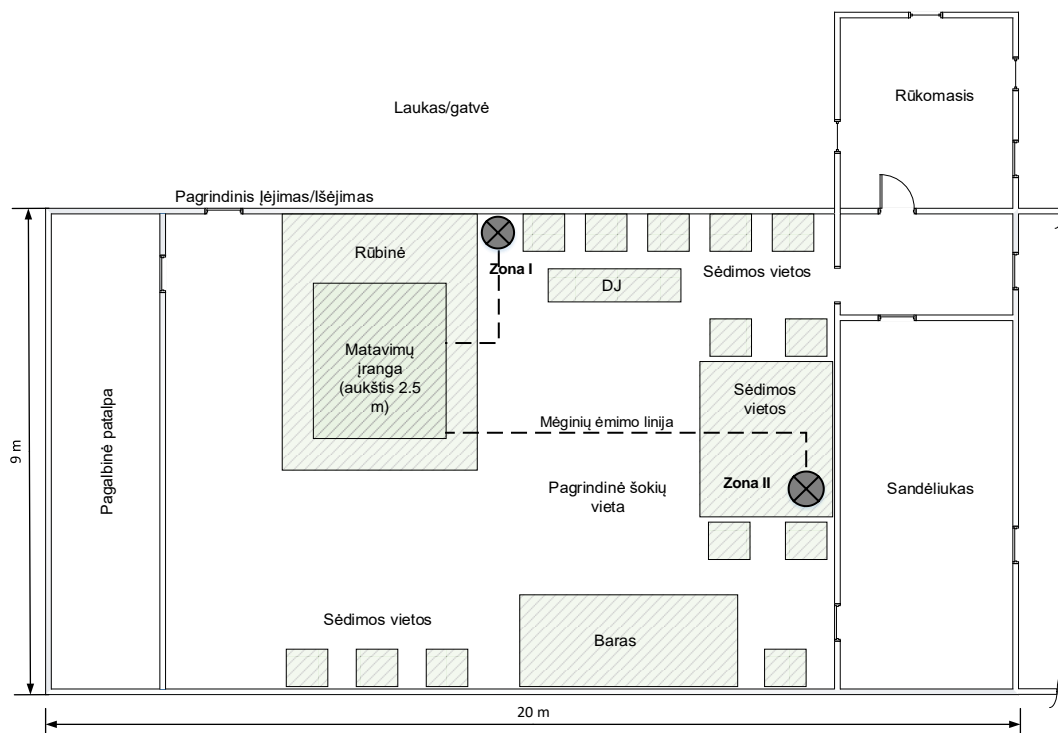 Rūkomasis
Laukas/gatvė
Pagrindinis Įėjimas/Išėjimas
Rūbinė
Zona I
Sėdimos vietos
DJ
Matavimų
įranga
(aukštis 2.5
m)
Sėdimos
vietos
Mėginių ėmimo linija
Pagalbinė patalpa
9 m
Zona II
Pagrindinė šokių
vieta
Sandėliukas
Sėdimos vietos
Baras
20 m